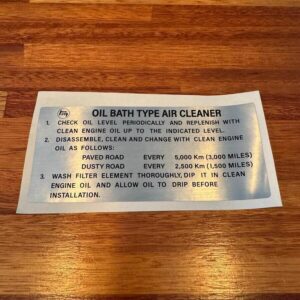 OIL BATH TYPE AIR CLEANER
1. CHECK OIL LEVEL PERIODICALLY AND REPLENISH WITH
CLEAN ENGINE OIL UP TO THE INDICATED LEVEL.
2. DISASSEMBLE, CLEAN AND CHANGE WITH CLEAN ENGINE
OIL AS FOLLOWS:
PAVED ROAD EVERY 5,000 Km (3,000 MILES)
DUSTY ROAD EVERY 2,500 Km (1,500 MILES)
3. WASH FILTER ELEMENT THOROUGHLY, DIP IT IN CLEAN
ENGINE OIL AND ALLOW OIL TO DRIP BEFORE
INSTALLATION.